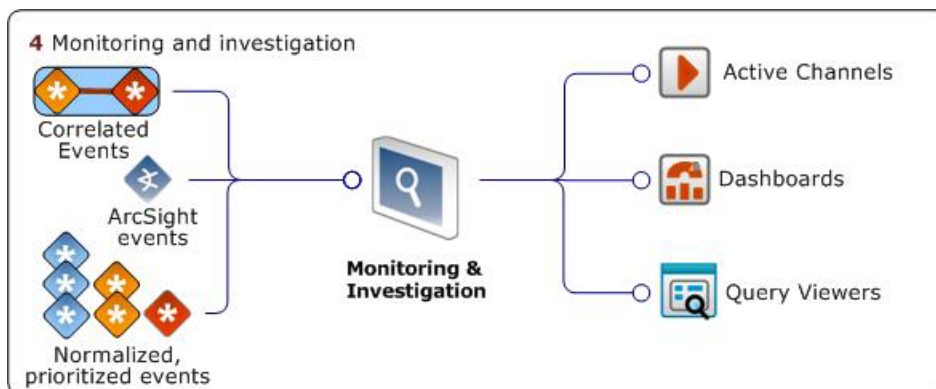 4 Monitoring and investigation
Correlated
Events
ArcSight
events
Normalized,
prioritized events
Monitoring &
Investigation
Active Channels
Dashboards
Query Viewers